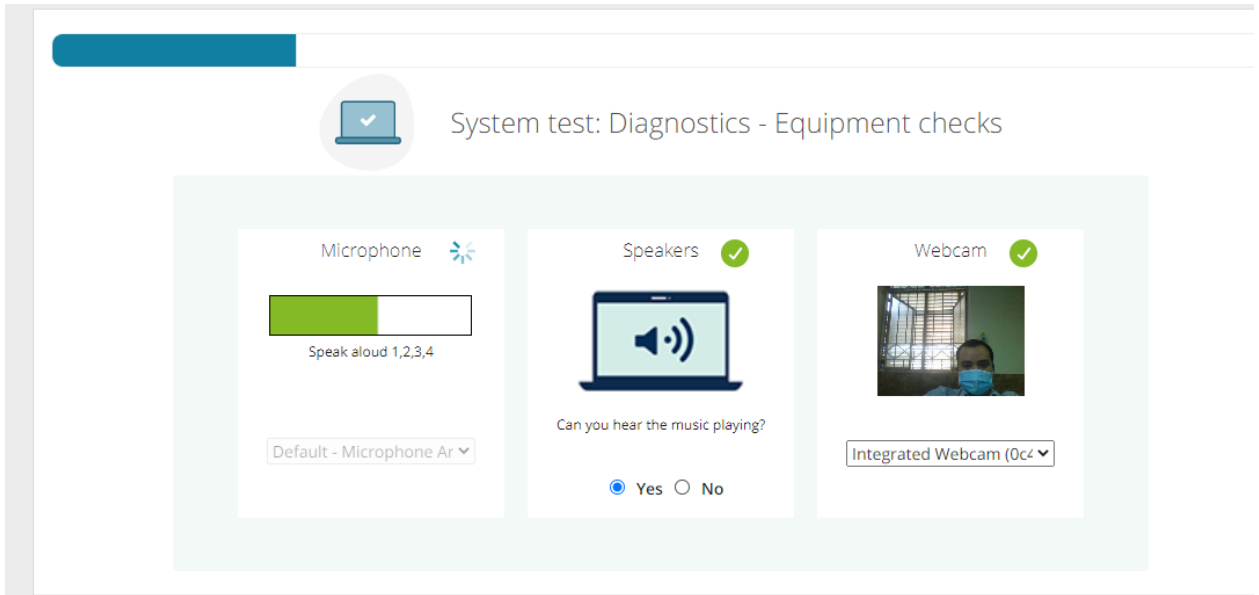 System test: Diagnostics - Equipment checks
Microphone
Speak aloud 1,2,3,4
Default - Microphone Ar
Speakers
Can you hear the music playing?
Yes No
Webcam
Integrated Webcam (0c4